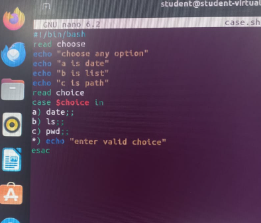 student@student-virtual
GNU nano 6.2
case.sh
#!/bin/bash
read choose
echo "choose any option"
echo "a is date"
echo "b is list"
echo "c is path"
read choice
case $choice in
a) date;;
b) ls;;
c) pwd;;
*) echo "enter valid choice"
esac